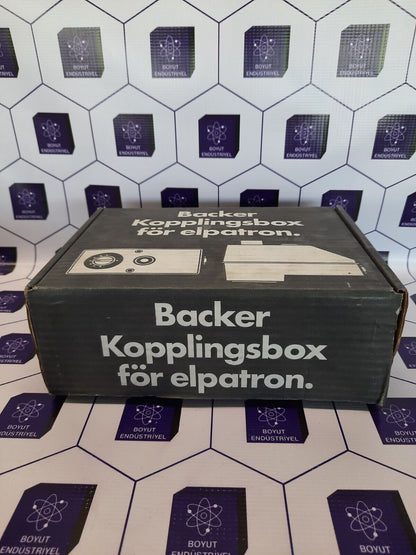 Backer
Kopplingsbox
för elpatron.
Backer
Kopplingsbox
för elpatron.
BOYUT
ENDÜSTRİYEL